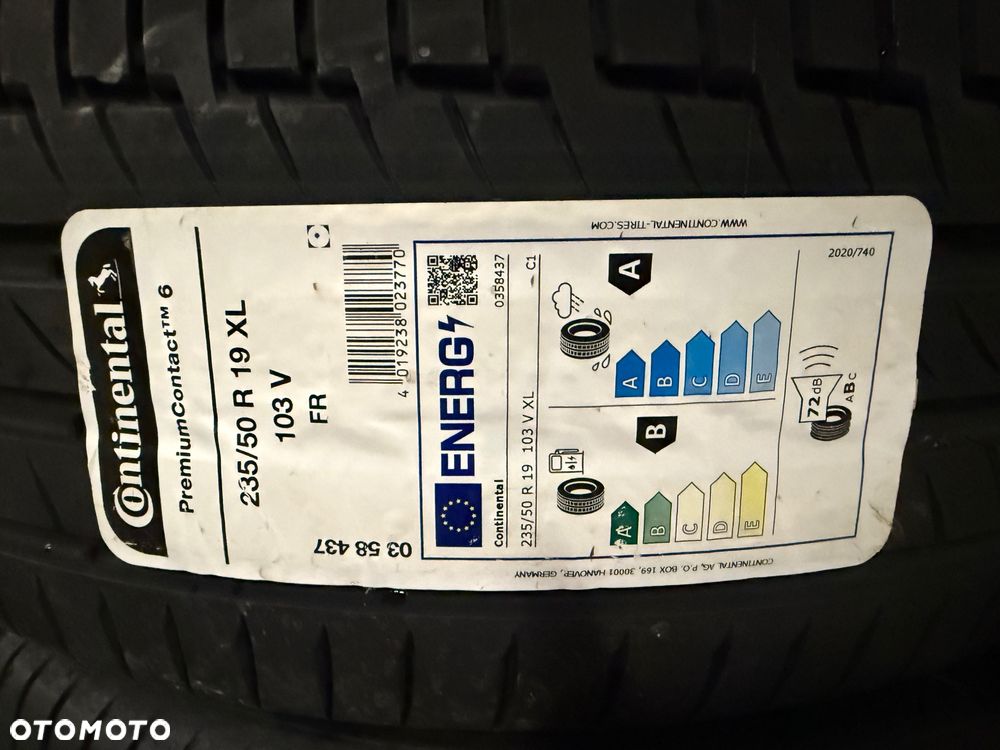 Continental
PremiumContact™ 6
235/50 R 19 XL
103 V
FR
4 019238 023770
03 58 437
WWW.CONTINENTAL-TIRES.COM
ENERG
Continental
0358437
235/50 R 19 103 V XL
C1
A
A
B
C
D
E
B
A
B
C
D
E
72dB
ABC
2020/740
CONTINENTAL AG, P.O. BOX 169, 30001 HANOVER, GERMANY
OTOMOTO